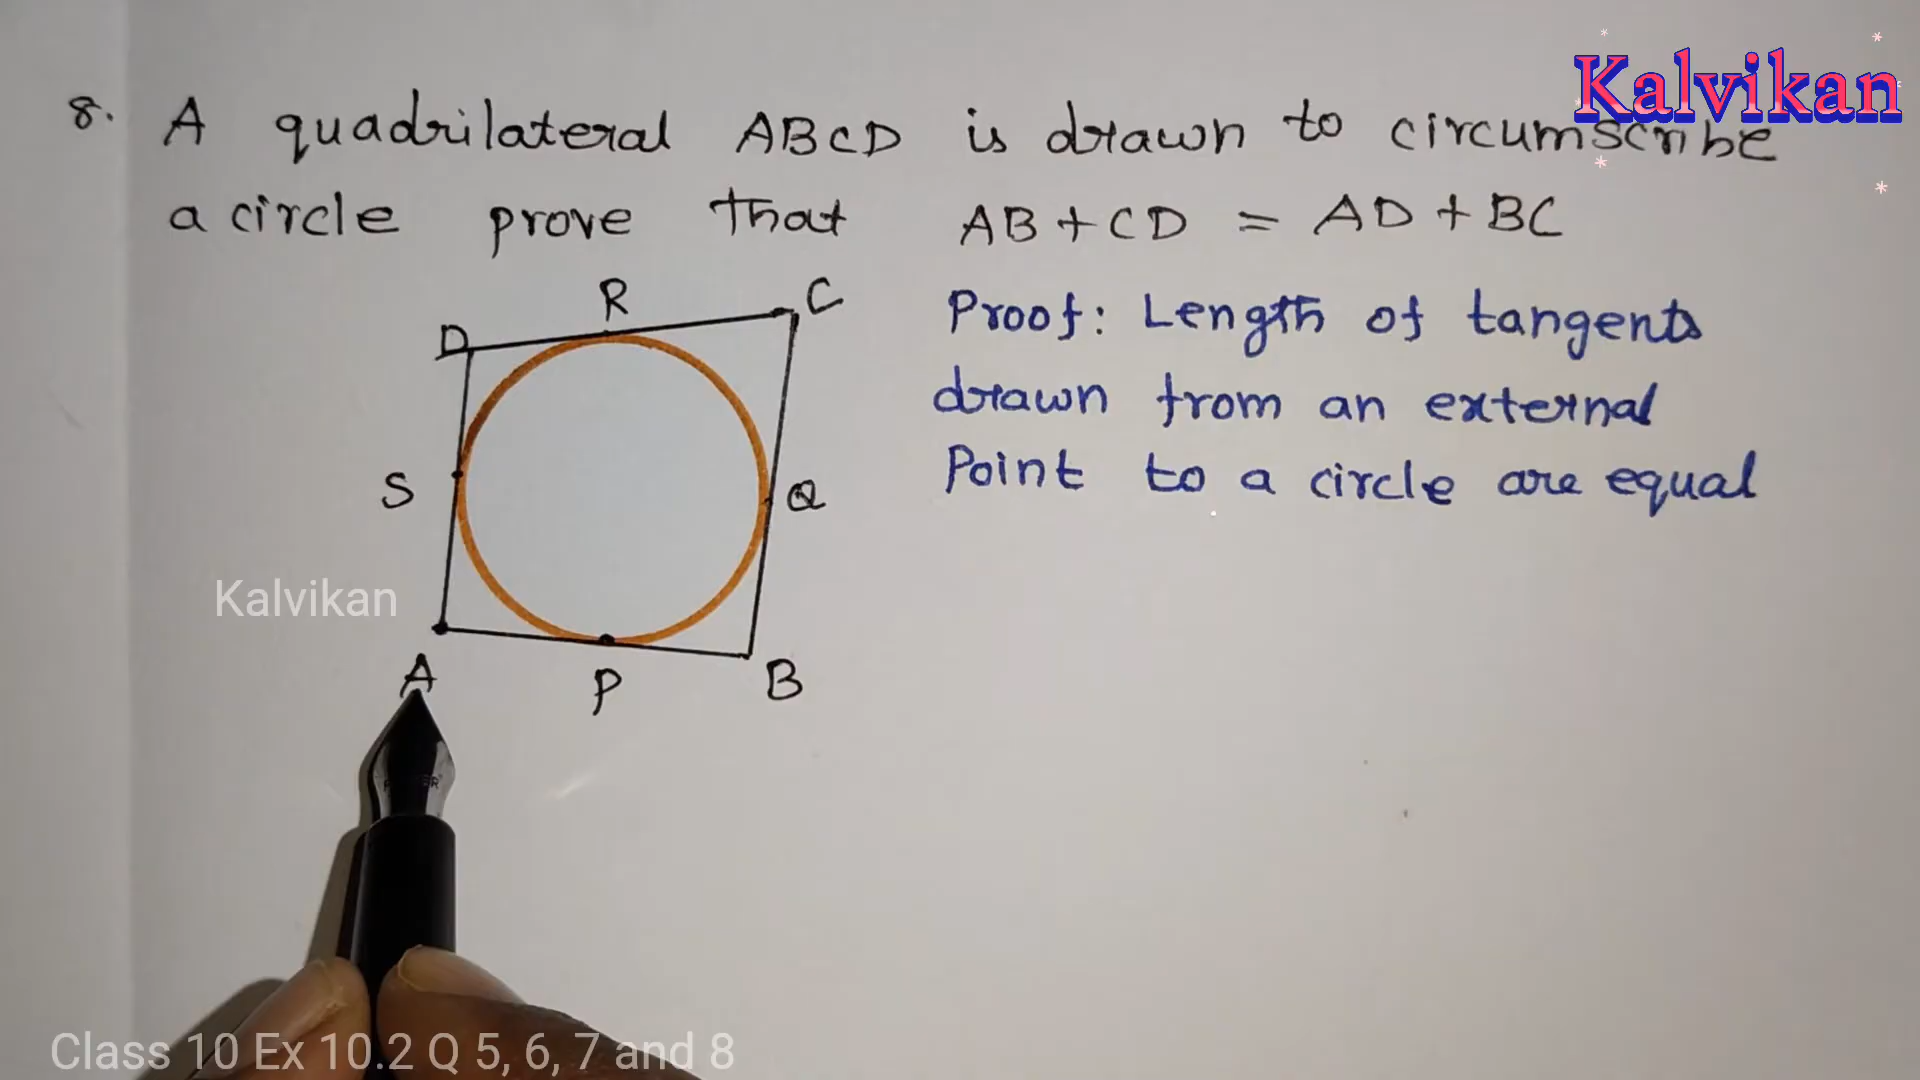 Kalvikan
8. A quadrilateral ABCD is drawn to circumscribe
a circle prove that AB + CD = AD + BC
R
C
D
Proof: Length of tangents
drawn from an external
Point to a circle are equal
S
Q
Kalvikan
A
P
B
Class 10 Ex 10.2 Q 5, 6, 7 and 8